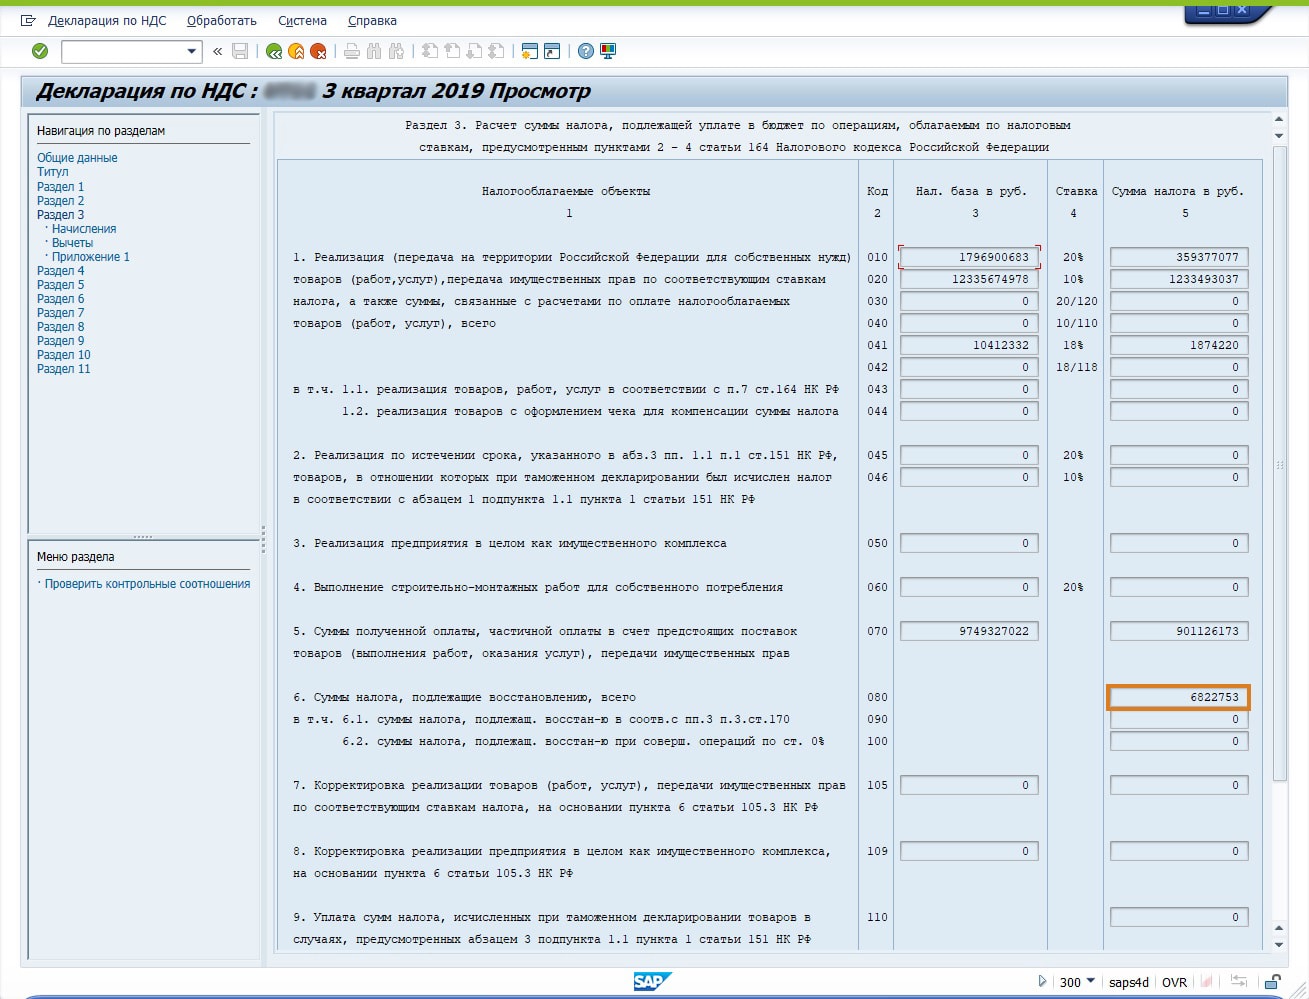 Декларация по НДС Обработать Система Справка
Декларация по НДС : 3 квартал 2019 Просмотр
Навигация по разделам
Общие данные
Титул
Раздел 1
Раздел 2
Раздел 3
· Начисления
· Вычеты
· Приложение 1
Раздел 4
Раздел 5
Раздел 6
Раздел 7
Раздел 8
Раздел 9
Раздел 10
Раздел 11
Меню раздела
· Проверить контрольные соотношения
Раздел 3. Расчет суммы налога, подлежащей уплате в бюджет по операциям, облагаемым по налоговым
ставкам, предусмотренным пунктами 2 - 4 статьи 164 Налогового кодекса Российской Федерации
Налогооблагаемые объекты Код Нал. база в руб. Ставка Сумма налога в руб.
1 2 3 4 5
1. Реализация (передача на территории Российской Федерации для собственных нужд) 010 1796900683 20% 359377077
товаров (работ,услуг),передача имущественных прав по соответствующим ставкам 020 12335674978 10% 1233493037
налога, а также суммы, связанные с расчетами по оплате налогооблагаемых 030 0 20/120 0
товаров (работ, услуг), всего 040 0 10/110 0
041 10412332 18% 1874220
042 0 18/118 0
в т.ч. 1.1. реализация товаров, работ, услуг в соответствии с п.7 ст.164 НК РФ 043 0 0
1.2. реализация товаров с оформлением чека для компенсации суммы налога 044 0 0
2. Реализация по истечении срока, указанного в абз.3 пп. 1.1 п.1 ст.151 НК РФ, 045 0 20% 0
товаров, в отношении которых при таможенном декларировании был исчислен налог 046 0 10% 0
в соответствии с абзацем 1 подпункта 1.1 пункта 1 статьи 151 НК РФ
3. Реализация предприятия в целом как имущественного комплекса 050 0 0
4. Выполнение строительно-монтажных работ для собственного потребления 060 0 20% 0
5. Суммы полученной оплаты, частичной оплаты в счет предстоящих поставок 070 9749327022 901126173
товаров (выполнения работ, оказания услуг), передачи имущественных прав
6. Суммы налога, подлежащие восстановлению, всего 080 6822753
в т.ч. 6.1. суммы налога, подлежащ. восстан-ю в соотв.с пп.3 п.3.ст.170 090 0
6.2. суммы налога, подлежащ. восстан-ю при соверш. операций по ст. 0% 100 0
7. Корректировка реализации товаров (работ, услуг), передачи имущественных прав 105 0 0
по соответствующим ставкам налога, на основании пункта 6 статьи 105.3 НК РФ
8. Корректировка реализации предприятия в целом как имущественного комплекса, 109 0 0
на основании пункта 6 статьи 105.3 НК РФ
9. Уплата сумм налога, исчисленных при таможенном декларировании товаров в 110 0
случаях, предусмотренных абзацем 3 подпункта 1.1 пункта 1 статьи 151 НК РФ
SAP 300 saps4d OVR